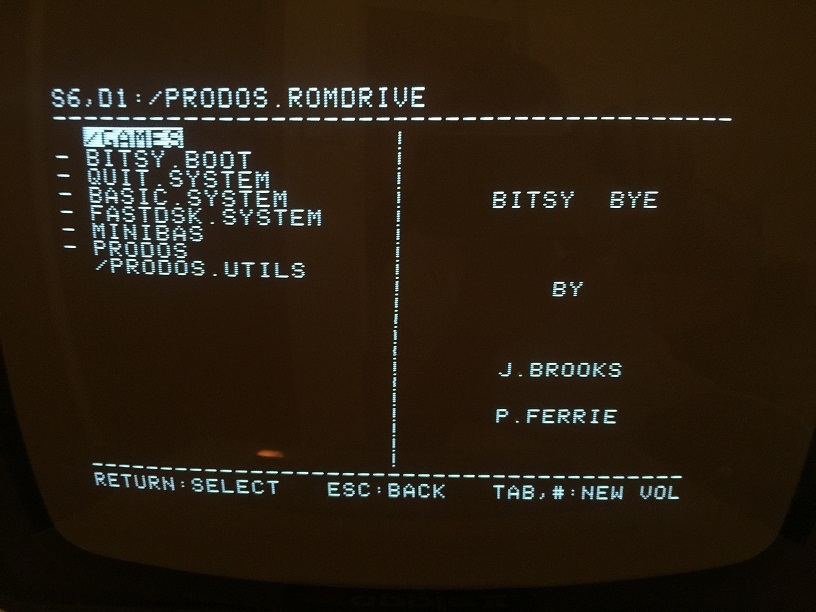 S6,D1:/PRODOS.ROMDRIVE
/GAMES
- BITSY.BOOT
- QUIT.SYSTEM
- BASIC.SYSTEM
- FASTDSK.SYSTEM
- MINIBAS
- PRODOS
/PRODOS.UTILS
BITSY BYE
BY
J.BROOKS
P.FERRIE
RETURN:SELECT ESC:BACK TAB,#:NEW VOL